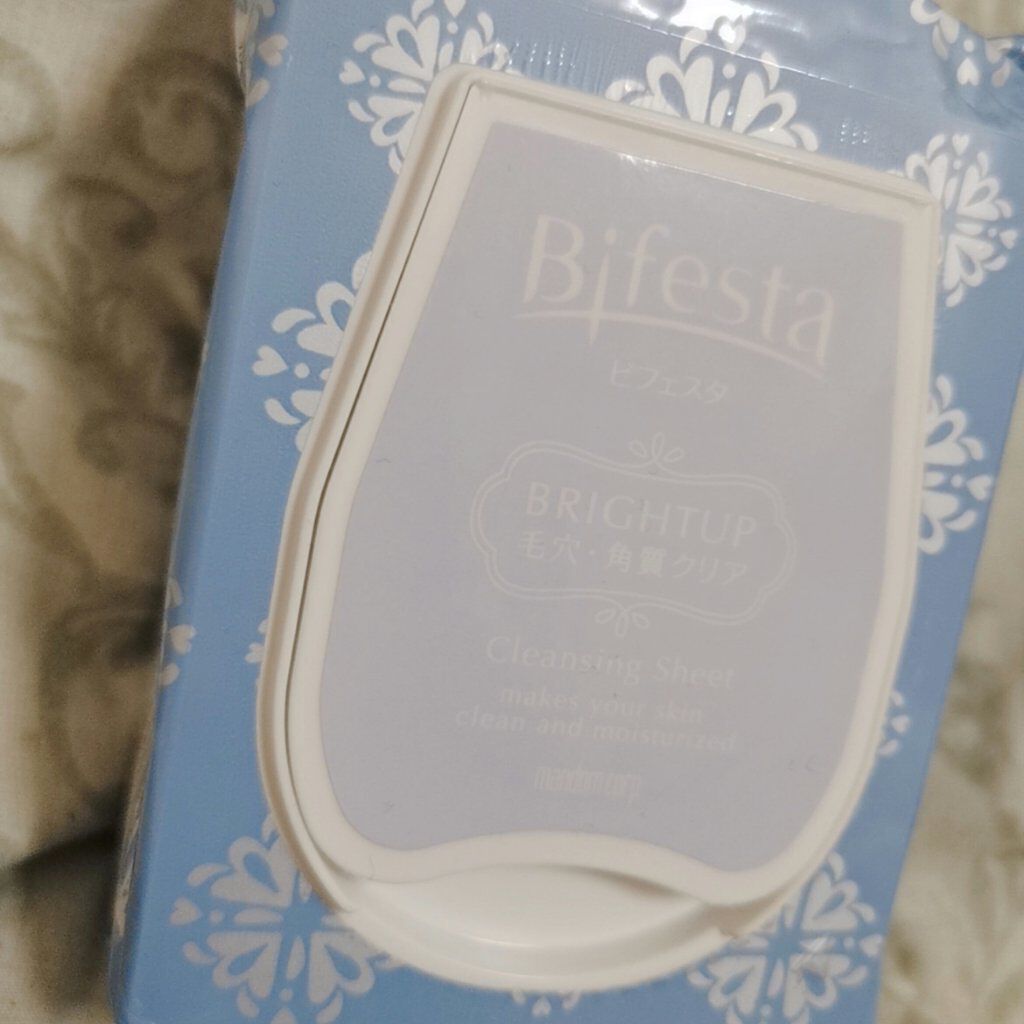 Bifesta
ビフェスタ
BRIGHTUP
毛穴・角質クリア
Cleansing Sheet
makes your skin
clean and moisturized
mandom corp.